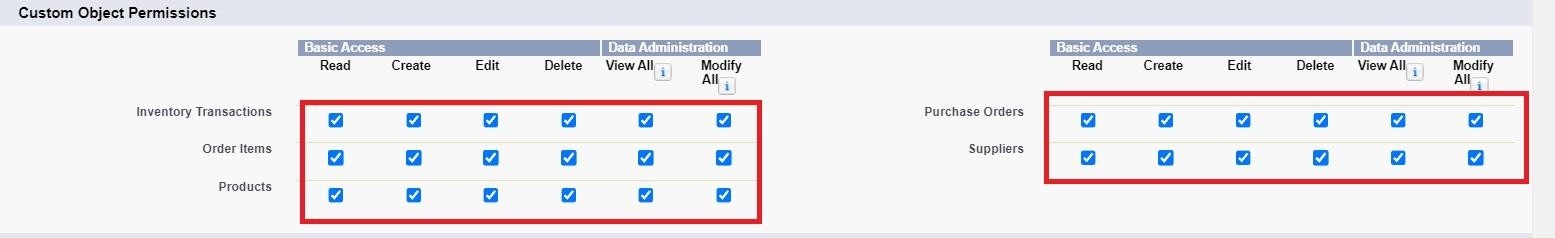 Custom Object Permissions
Basic Access Data Administration
Read Create Edit Delete View All i Modify All i
Inventory Transactions
Order Items
Products
Basic Access Data Administration
Read Create Edit Delete View All i Modify All i
Purchase Orders
Suppliers